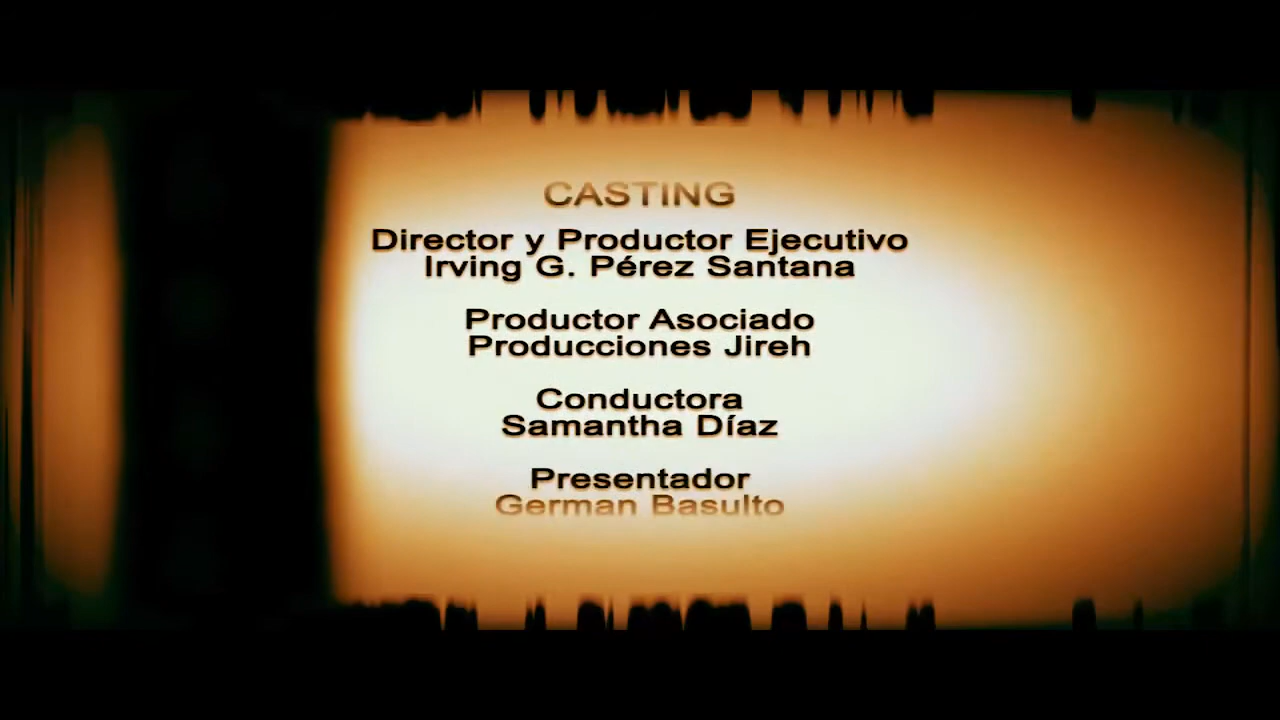 CASTING
Director y Productor Ejecutivo
Irving G. Pérez Santana
Productor Asociado
Producciones Jireh
Conductora
Samantha Díaz
Presentador
German Basulto